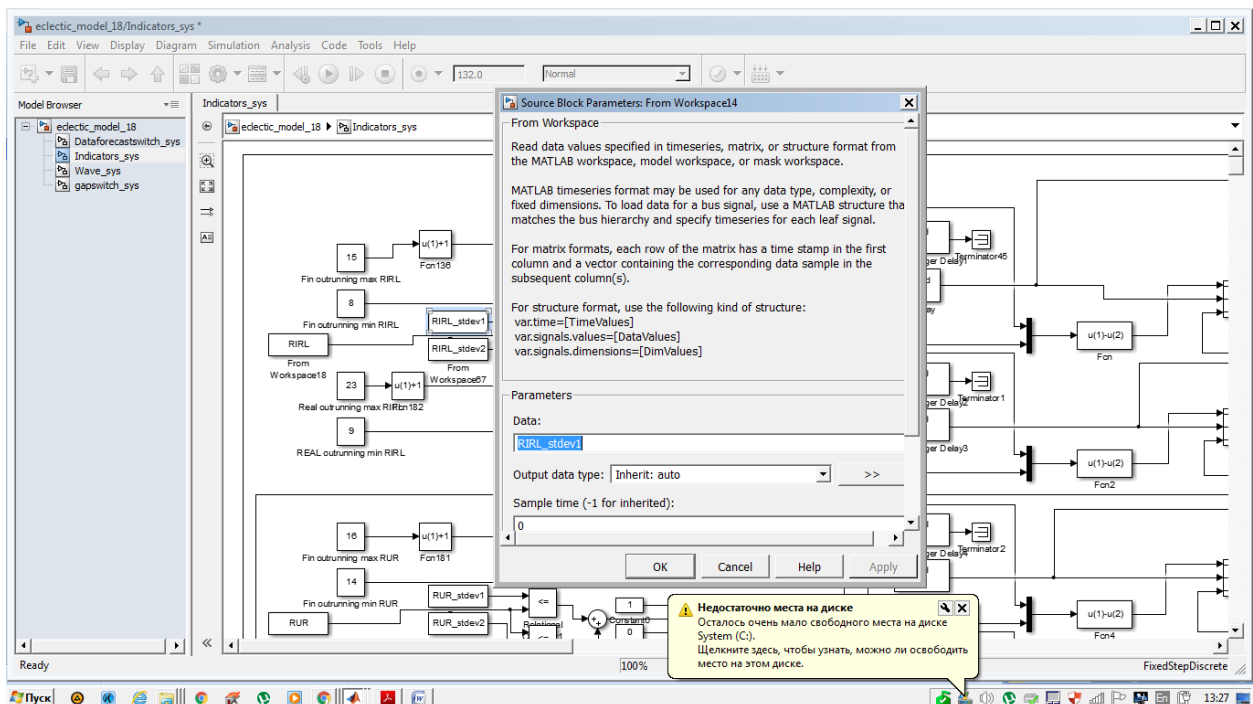 eclectic_model_18/Indicators_sys *
File Edit View Display Diagram Simulation Analysis Code Tools Help
132.0
Normal
Model Browser
Indicators_sys
eclectic_model_18
Dataforecastswitch_sys
Indicators_sys
Wave_sys
gapswitch_sys
eclectic_model_18 Indicators_sys
15
Fin outrunning max RIRL
u(1)+1
Fcn136
8
Fin outrunning min RIRL
RIRL_stdev1
RIRL
From
Workspace18
RIRL_stdev2
From
Workspace67
23
u(1)+1
Real outrunning max RIRL
Fcn182
9
REAL outrunning min RIRL
16
Fin outrunning max RUR
u(1)+1
Fcn181
14
Fin outrunning min RUR
RUR_stdev1
RUR
RUR_stdev2
<=
Relational
<=
1
Constant6
0
Source Block Parameters: From Workspace14
From Workspace
Read data values specified in timeseries, matrix, or structure format from
the MATLAB workspace, model workspace, or mask workspace.
MATLAB timeseries format may be used for any data type, complexity, or
fixed dimensions. To load data for a bus signal, use a MATLAB structure tha
matches the bus hierarchy and specify timeseries for each leaf signal.
For matrix formats, each row of the matrix has a time stamp in the first
column and a vector containing the corresponding data sample in the
subsequent column(s).
For structure format, use the following kind of structure:
var.time=[TimeValues]
var.signals.values=[DataValues]
var.signals.dimensions=[DimValues]
Parameters
Data:
RIRL_stdev1
Output data type: Inherit: auto
>>
Sample time (-1 for inherited):
0
OK Cancel Help Apply
ger Delay1
Terminator45
u(1)-u(2)
Fcn
ger Delay2
Terminator1
ger Delay3
u(1)-u(2)
Fcn2
Terminator2
u(1)-u(2)
Fcn4
Недостаточно места на диске
Осталось очень мало свободного места на диске
System (C:).
Щелкните здесь, чтобы узнать, можно ли освободить
место на этом диске.
Ready
100%
FixedStepDiscrete
Пуск
En
13:27